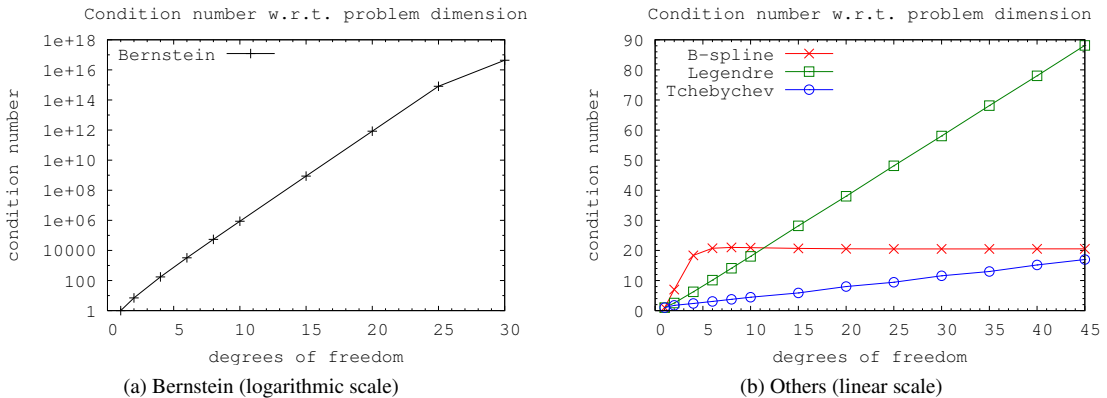 Condition number w.r.t. problem dimension
1e+18
1e+16
1e+14
1e+12
1e+10
1e+08
1e+06
10000
100
1
condition number
Bernstein
0 5 10 15 20 25 30
degrees of freedom
(a) Bernstein (logarithmic scale)
Condition number w.r.t. problem dimension
90
80
70
60
50
40
30
20
10
0
condition number
B-spline
Legendre
Tchebychev
0 5 10 15 20 25 30 35 40 45
degrees of freedom
(b) Others (linear scale)